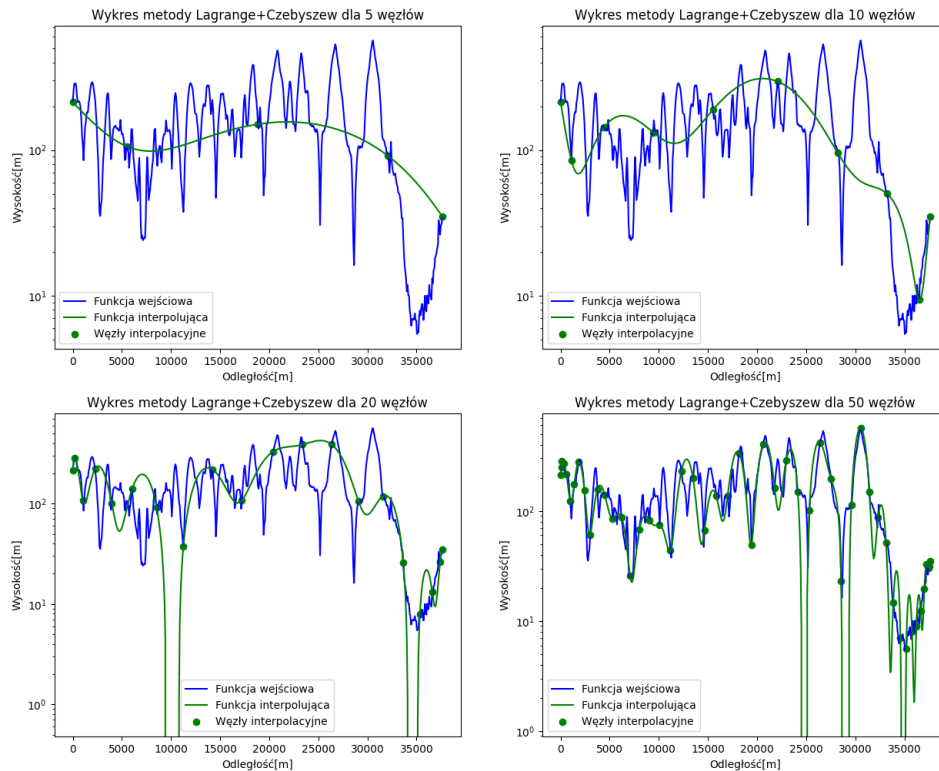 Wykres metody Lagrange+Czebyszew dla 5 węzłów
Wysokość[m]
10²
10¹
Funkcja wejściowa
Funkcja interpolująca
Węzły interpolacyjne
0 5000 10000 15000 20000 25000 30000 35000
Odległość[m]
Wykres metody Lagrange+Czebyszew dla 10 węzłów
Wysokość[m]
10²
10¹
Funkcja wejściowa
Funkcja interpolująca
Węzły interpolacyjne
0 5000 10000 15000 20000 25000 30000 35000
Odległość[m]
Wykres metody Lagrange+Czebyszew dla 20 węzłów
Wysokość[m]
10²
10¹
10⁰
Funkcja wejściowa
Funkcja interpolująca
Węzły interpolacyjne
0 5000 10000 15000 20000 25000 30000 35000
Odległość[m]
Wykres metody Lagrange+Czebyszew dla 50 węzłów
Wysokość[m]
10²
10¹
10⁰
Funkcja wejściowa
Funkcja interpolująca
Węzły interpolacyjne
0 5000 10000 15000 20000 25000 30000 35000
Odległość[m]